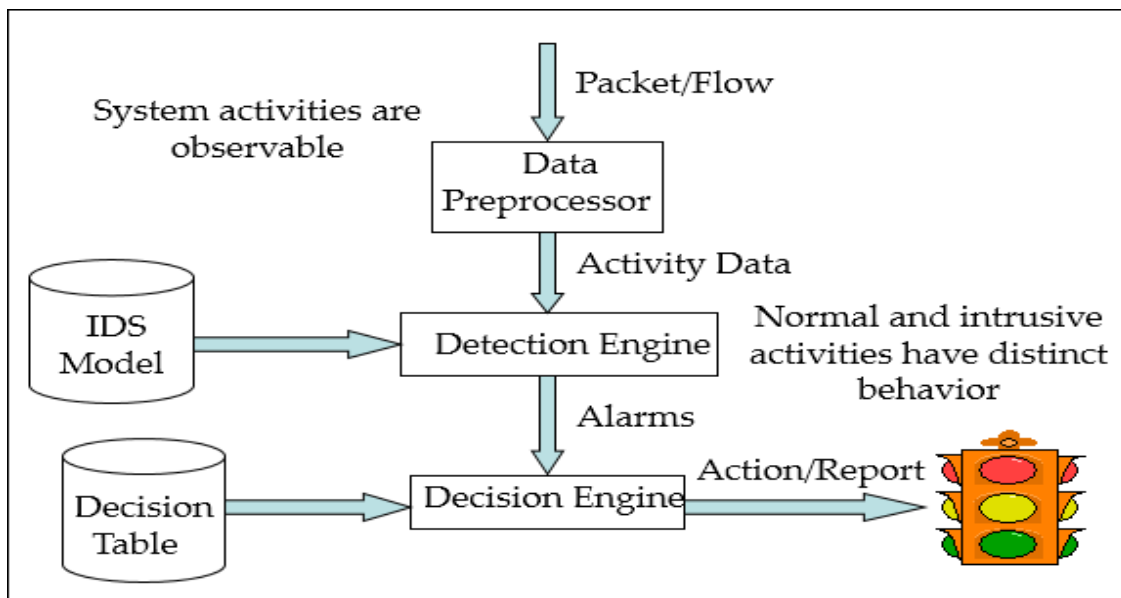 Packet/Flow
System activities are
observable
Data
Preprocessor
Activity Data
IDS
Model
Detection Engine
Normal and intrusive
activities have distinct
behavior
Alarms
Decision
Table
Decision Engine
Action/Report